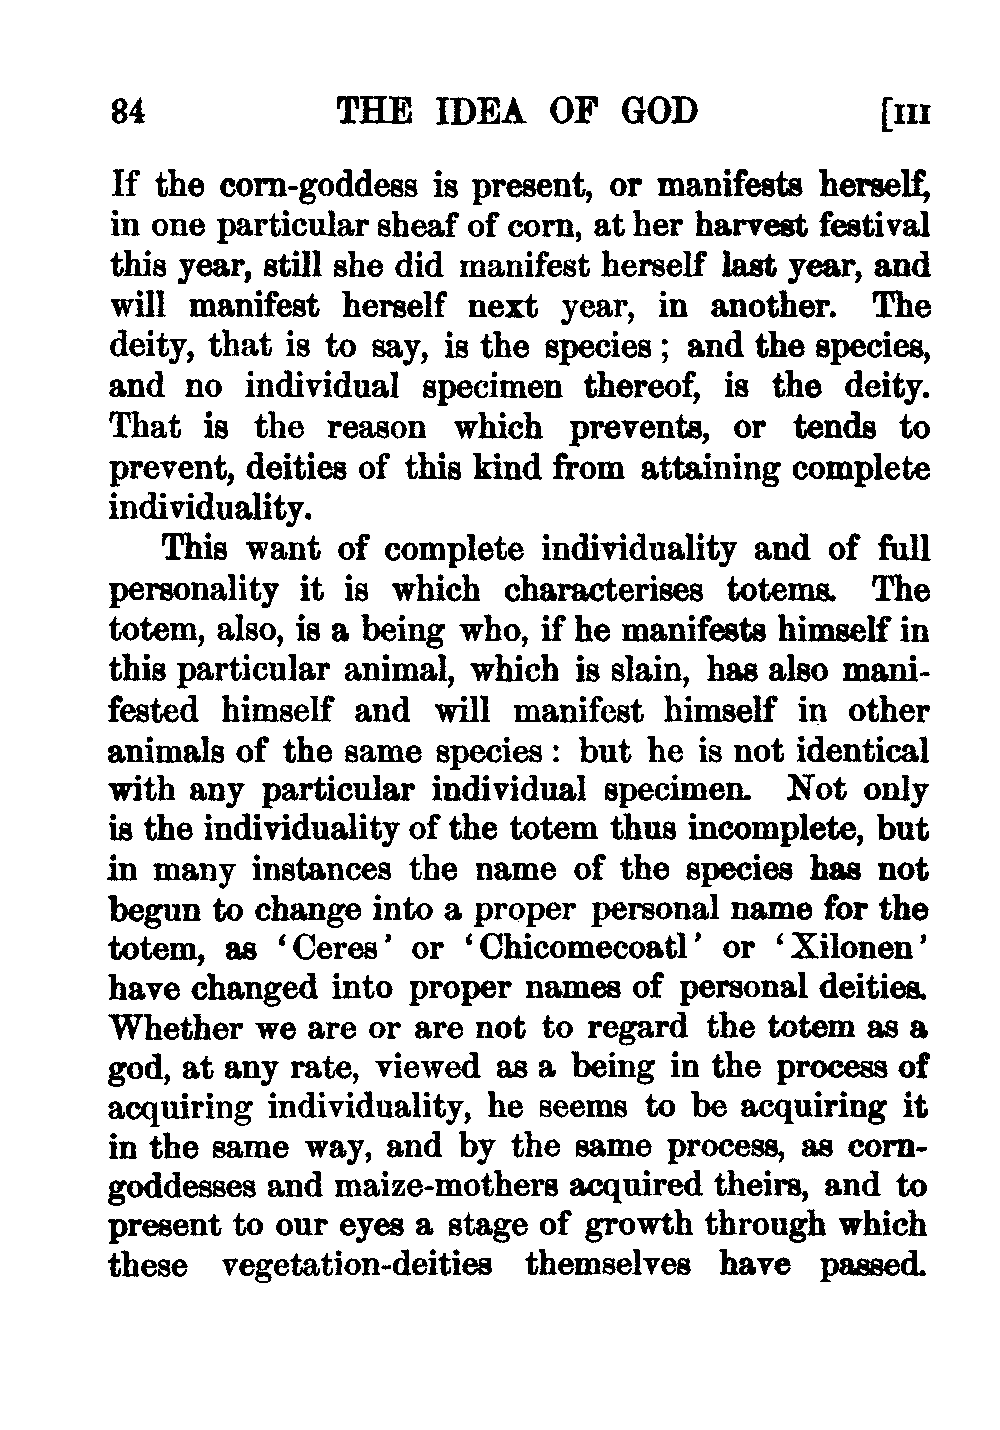 84 THE IDEA OF GOD [III
If the corn-goddess is present, or manifests herself,
in one particular sheaf of corn, at her harvest festival
this year, still she did manifest herself last year, and
will manifest herself next year, in another. The
deity, that is to say, is the species ; and the species,
and no individual specimen thereof, is the deity.
That is the reason which prevents, or tends to
prevent, deities of this kind from attaining complete
individuality.
This want of complete individuality and of full
personality it is which characterises totems. The
totem, also, is a being who, if he manifests himself in
this particular animal, which is slain, has also mani-
fested himself and will manifest himself in other
animals of the same species : but he is not identical
with any particular individual specimen. Not only
is the individuality of the totem thus incomplete, but
in many instances the name of the species has not
begun to change into a proper personal name for the
totem, as ‘Ceres’ or ‘Chicomecoatl’ or ‘Xilonen’
have changed into proper names of personal deities.
Whether we are or are not to regard the totem as a
god, at any rate, viewed as a being in the process of
acquiring individuality, he seems to be acquiring it
in the same way, and by the same process, as corn-
goddesses and maize-mothers acquired theirs, and to
present to our eyes a stage of growth through which
these vegetation-deities themselves have passed.